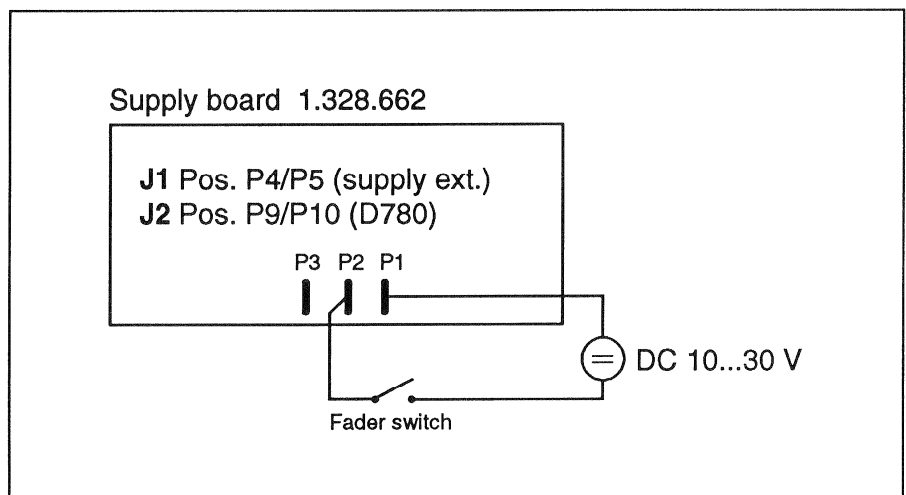 Supply board 1.328.662
J1 Pos. P4/P5 (supply ext.)
J2 Pos. P9/P10 (D780)
P3 P2 P1
DC 10...30 V
Fader switch